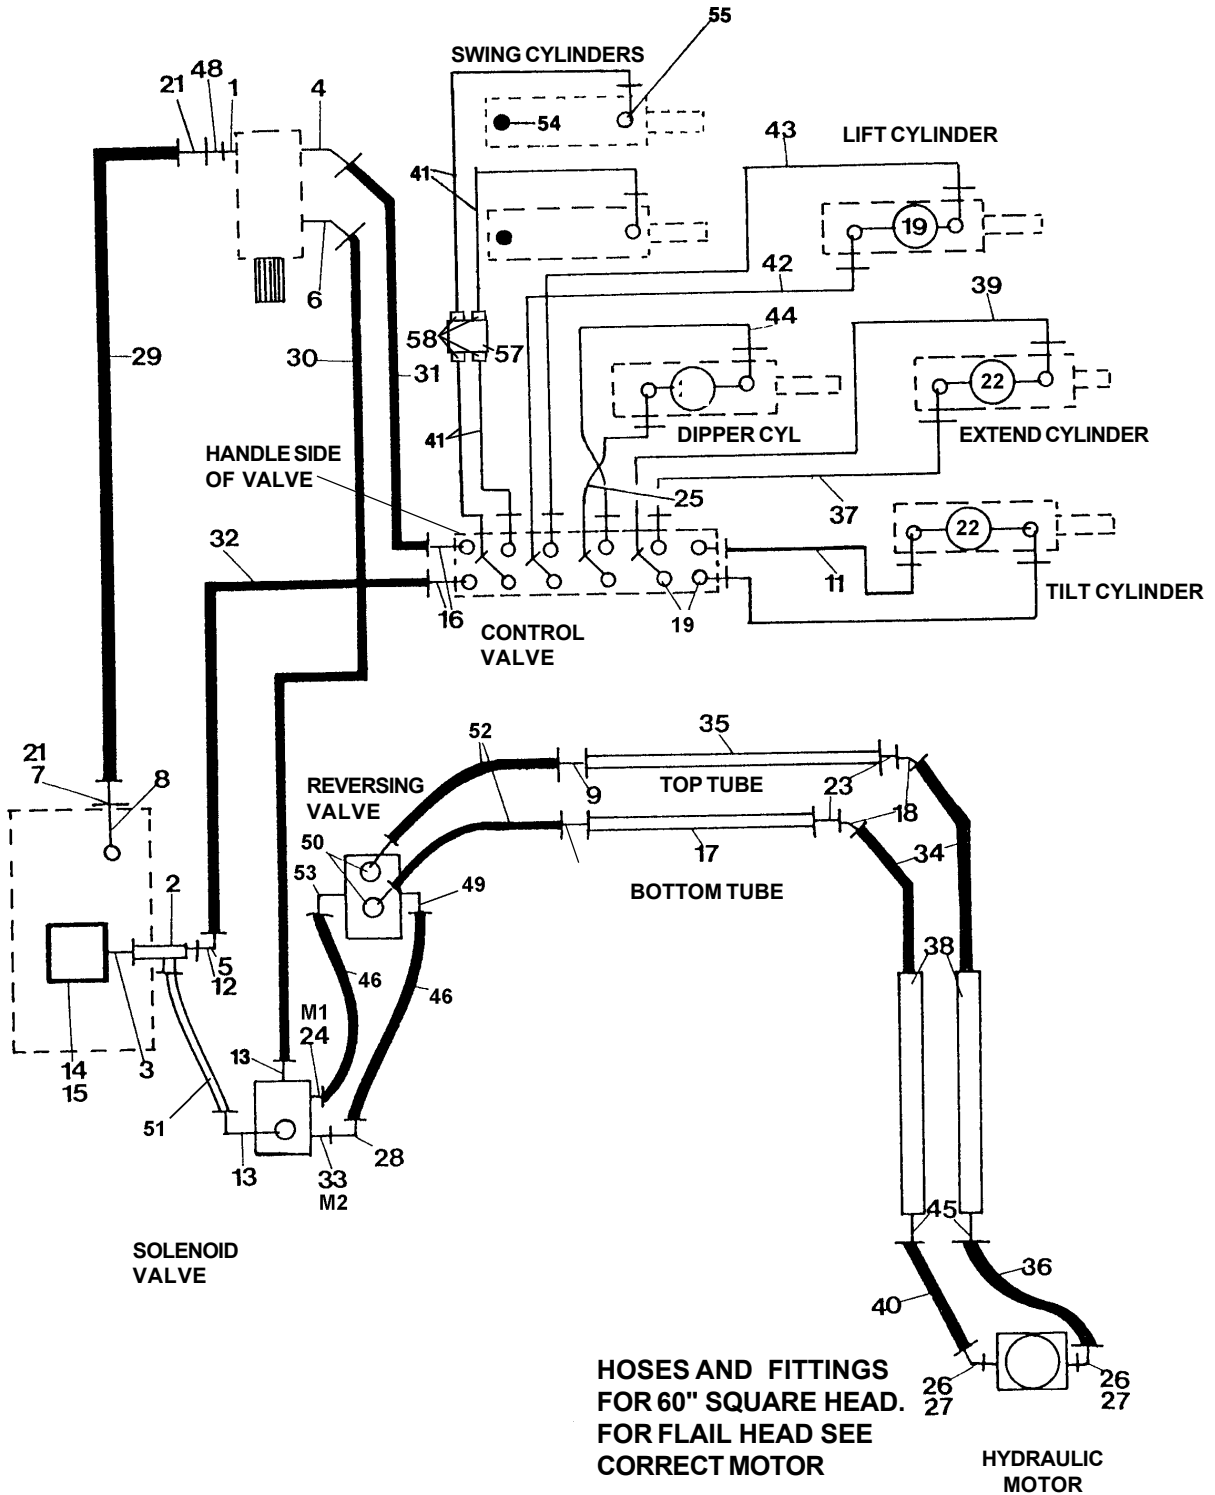 55
SWING CYLINDERS
21
48
1
4
54
43
LIFT CYLINDER
41
19
6
42
39
44
29
30
58
57
31
22
41
DIPPER CYL
EXTEND CYLINDER
HANDLE SIDE
OF VALVE
25
37
32
22
11
16
19
TILT CYLINDER
CONTROL
VALVE
35
52
21
7
8
REVERSING
VALVE
9
TOP TUBE
23
18
50
17
34
2
53
49
BOTTOM TUBE
5
12
46
46
38
M1
24
14
15
3
13
51
13
33
M2
28
45
SOLENOID
VALVE
36
40
HOSES AND FITTINGS
FOR 60" SQUARE HEAD.
FOR FLAIL HEAD SEE
CORRECT MOTOR
26
27
26
27
HYDRAULIC
MOTOR